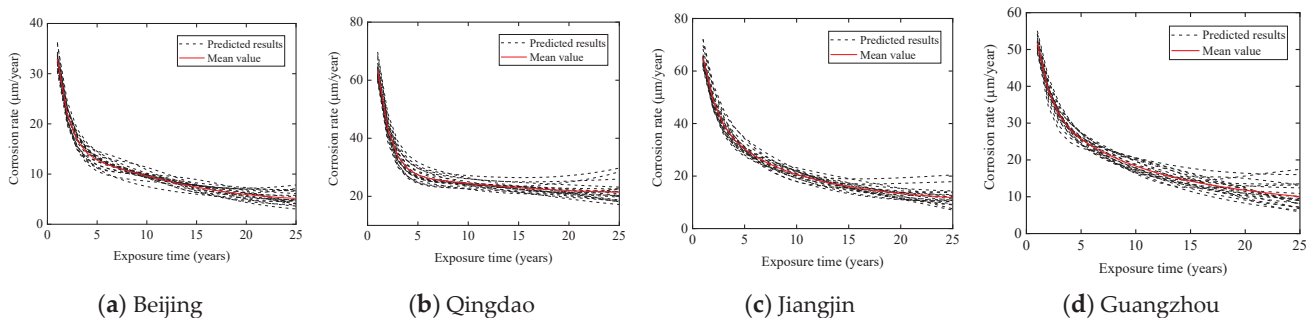 40
30
20
10
0
0 5 10 15 20 25
Corrosion rate (μm/year)
Exposure time (years)
Predicted results
Mean value
(a) Beijing
80
60
40
20
0 5 10 15 20 25
Corrosion rate (μm/year)
Exposure time (years)
Predicted results
Mean value
(b) Qingdao
80
60
40
20
0
0 5 10 15 20 25
Corrosion rate (μm/year)
Exposure time (years)
Predicted results
Mean value
(c) Jiangjin
60
50
40
30
20
10
0
0 5 10 15 20 25
Corrosion rate (μm/year)
Exposure time (years)
Predicted results
Mean value
(d) Guangzhou